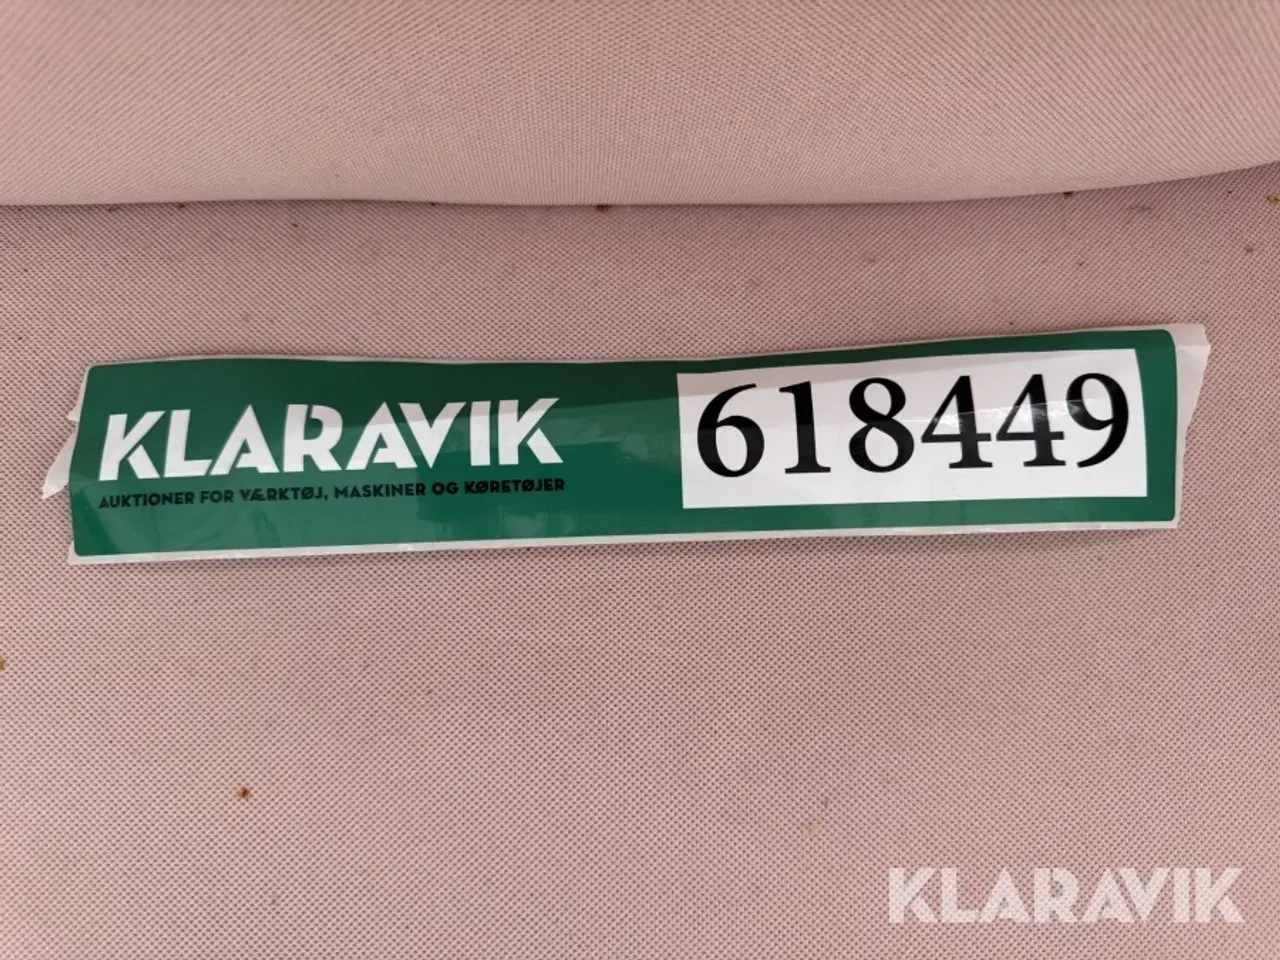 KLARAVIK
AUKTIONER FOR VÆRKTØJ, MASKINER OG KØRETØJER
618449
KLARAVIK